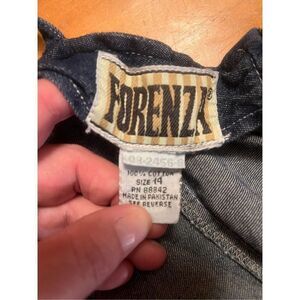 FORENZA®
100% COTTON
SIZE 14
RN 88842
MADE IN PAKISTAN
SEE REVERSE